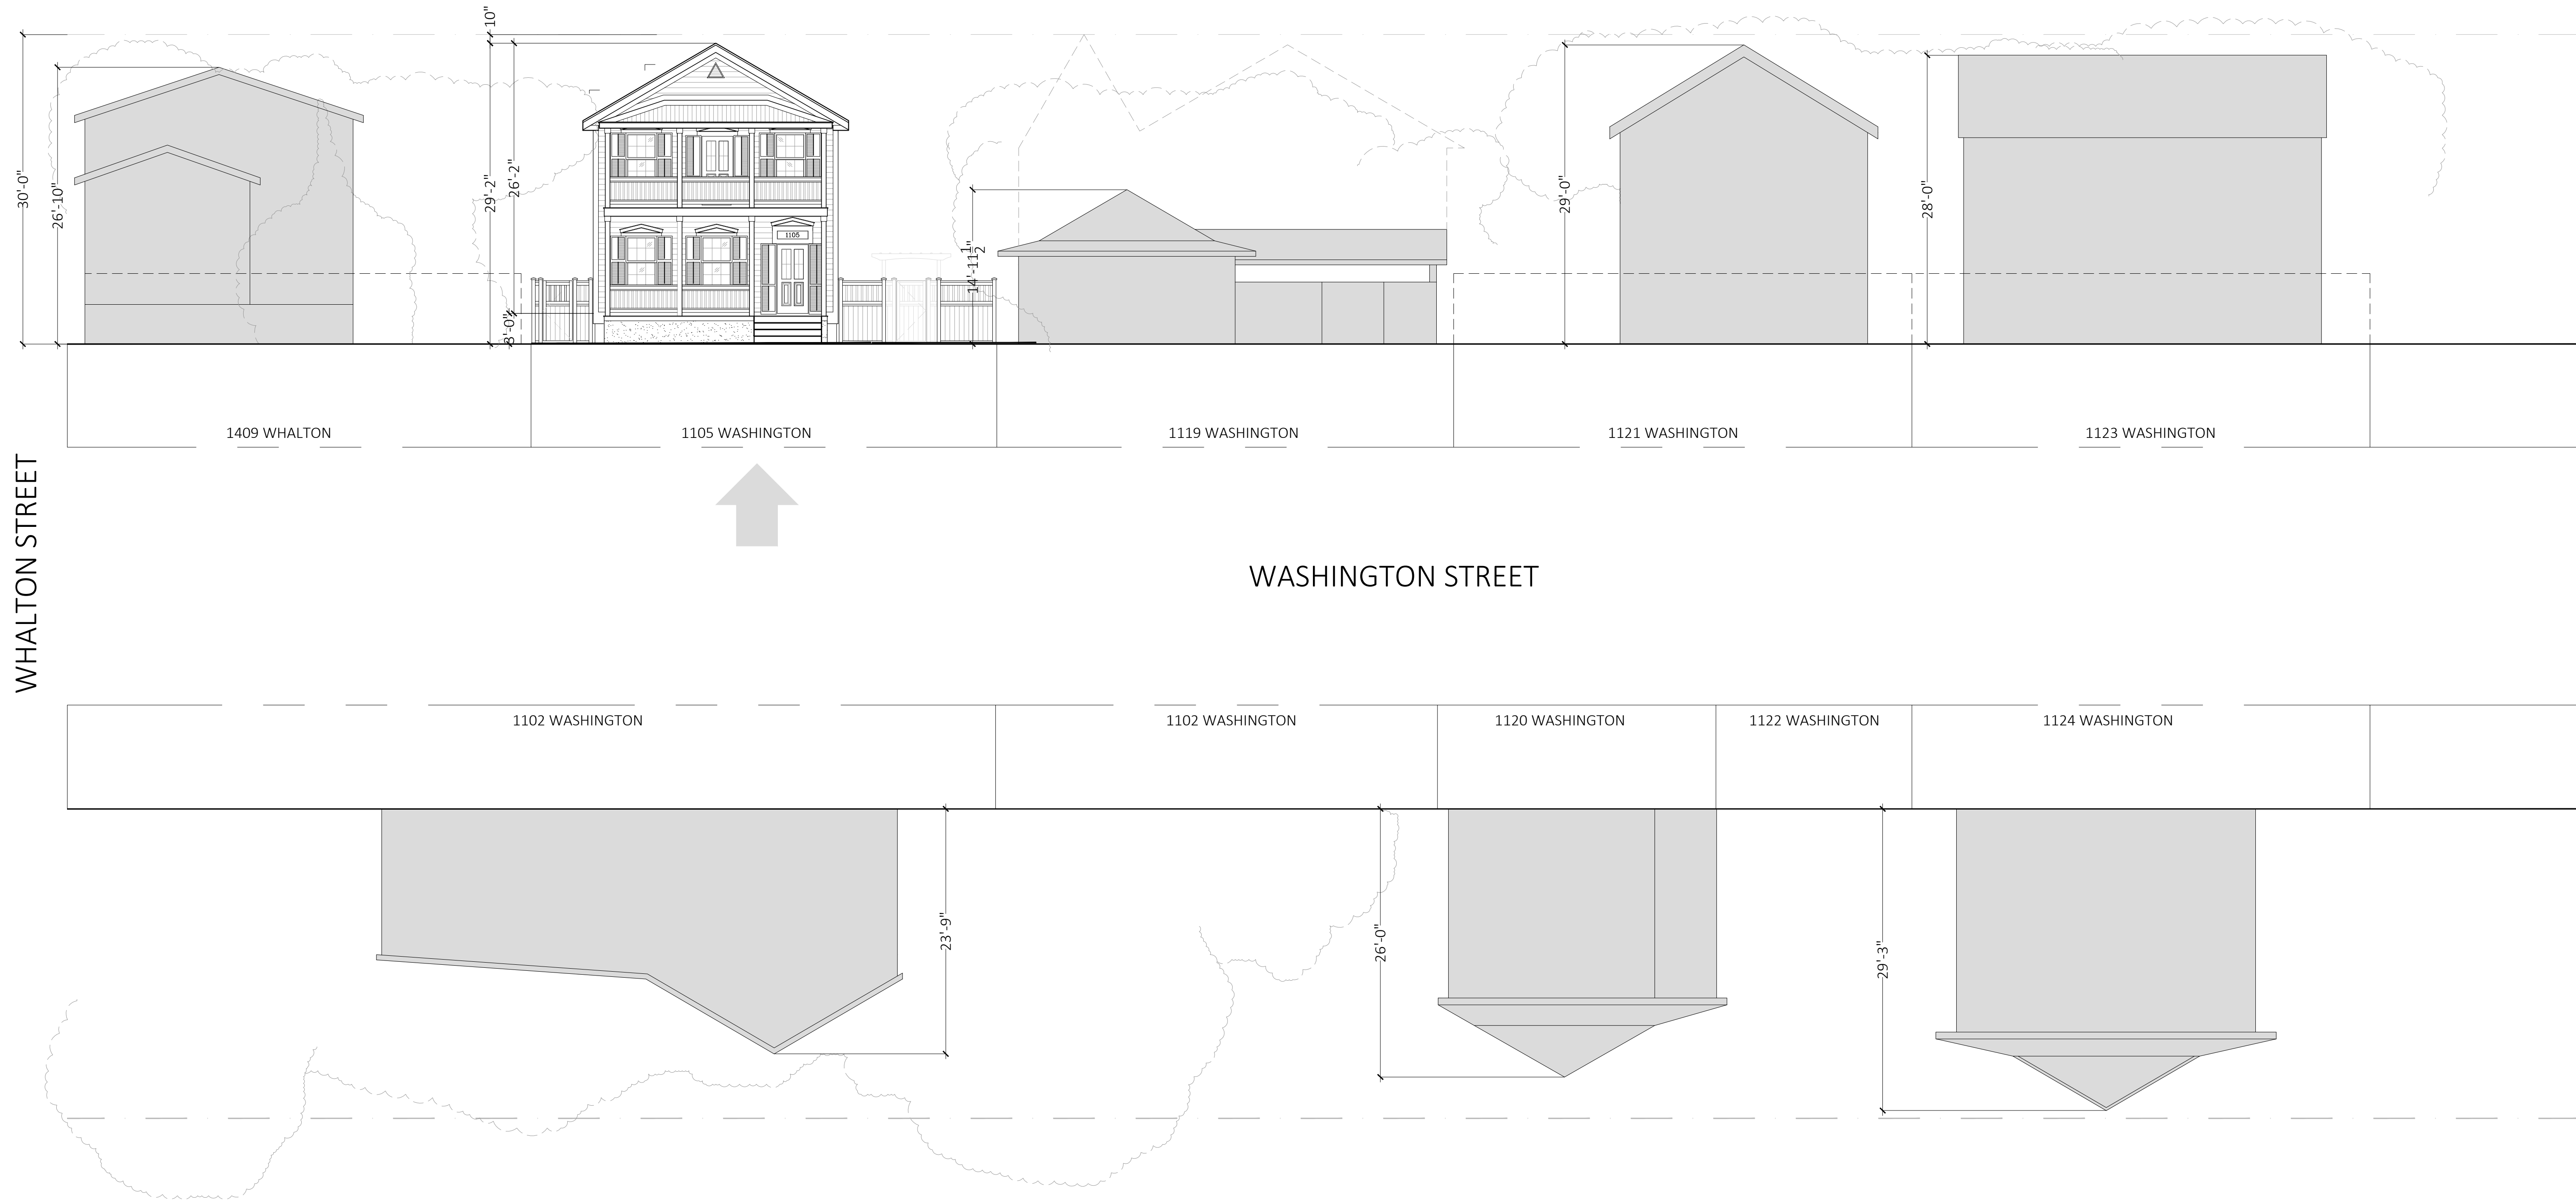 10"
30'-0"
26'-10"
29'-2"
26'-2"
3'-0"
1105
14'-11 1/2"
29'-0"
28'-0"
1409 WHALTON
1105 WASHINGTON
1119 WASHINGTON
1121 WASHINGTON
1123 WASHINGTON
WHALTON STREET
WASHINGTON STREET
1102 WASHINGTON
1102 WASHINGTON
1120 WASHINGTON
1122 WASHINGTON
1124 WASHINGTON
23'-9"
26'-0"
29'-3"